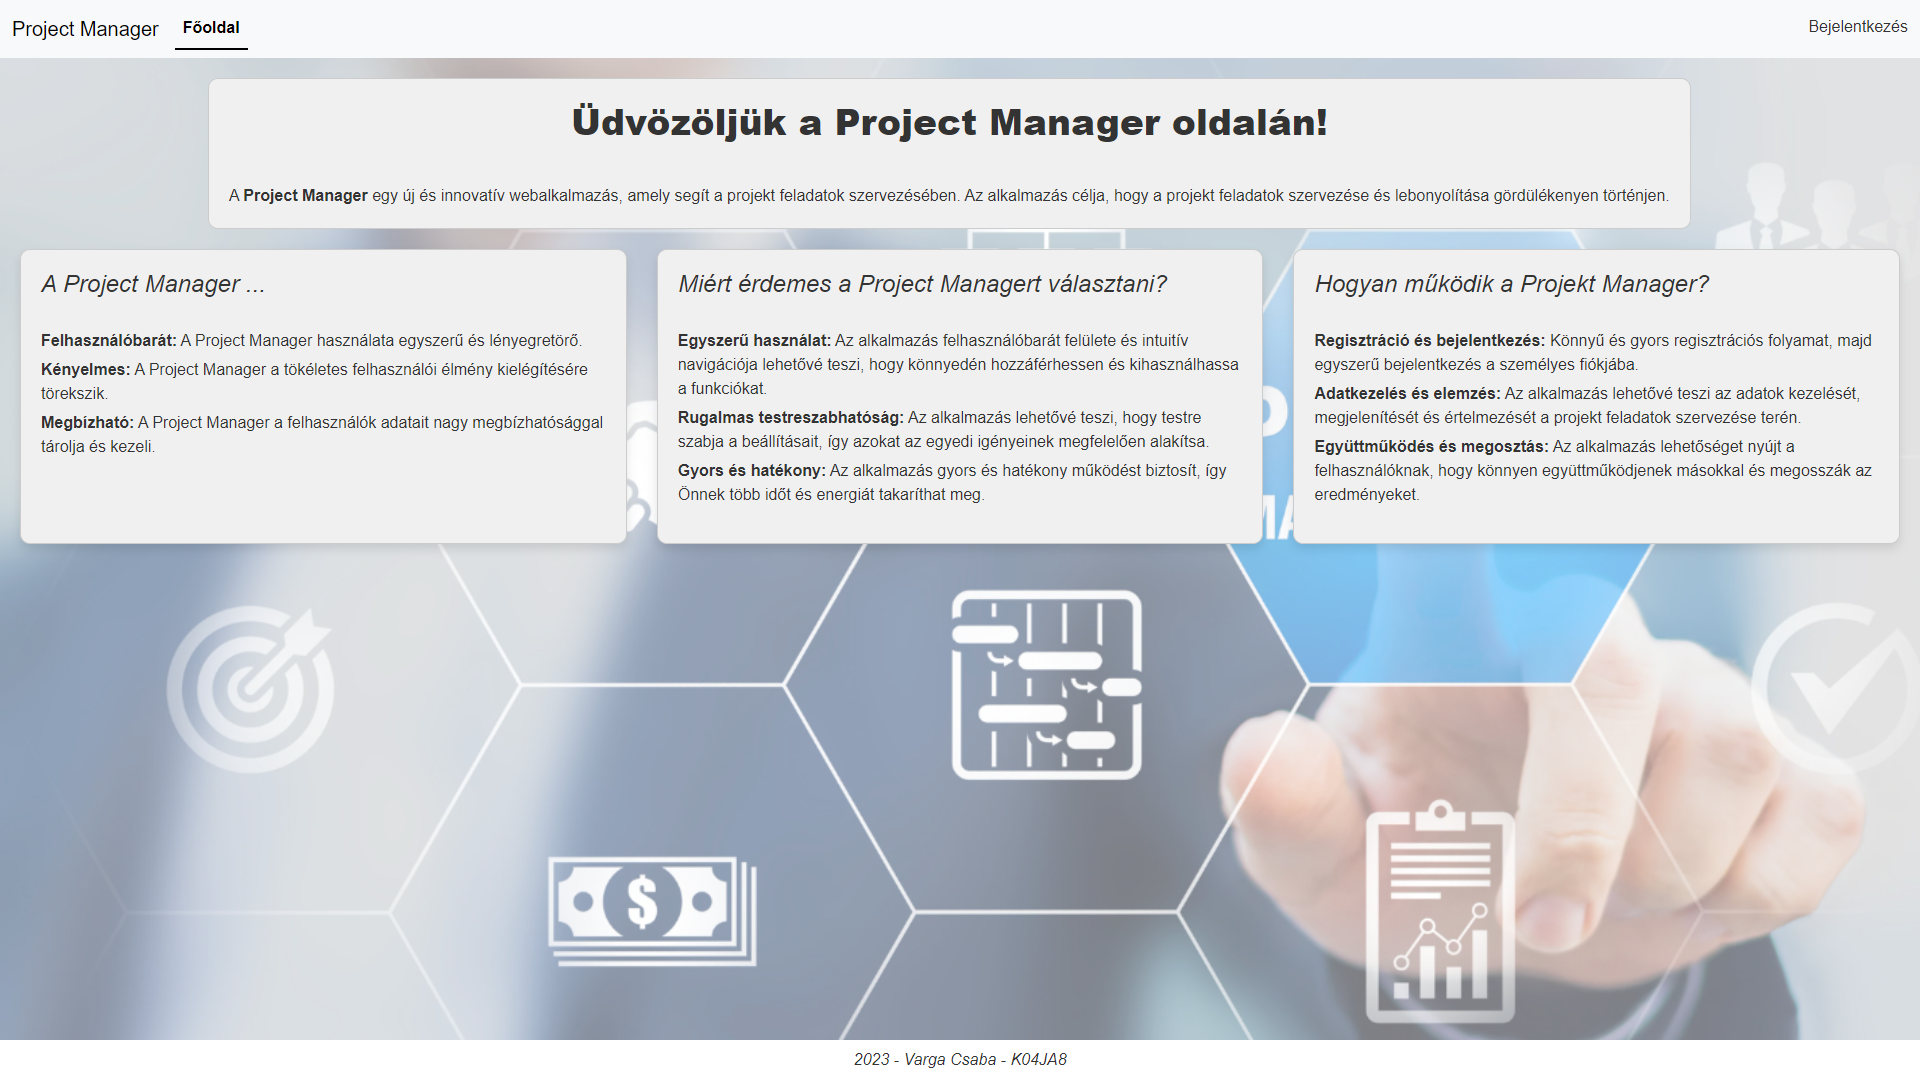 Project Manager Főoldal Bejelentkezés
Üdvözöljük a Project Manager oldalán!
A Project Manager egy új és innovatív webalkalmazás, amely segít a projekt feladatok szervezésében. Az alkalmazás célja, hogy a projekt feladatok szervezése és lebonyolítása gördülékenyen történjen.
A Project Manager ...
Felhasználóbarát: A Project Manager használata egyszerű és lényegretörő.
Kényelmes: A Project Manager a tökéletes felhasználói élmény kielégítésére
törekszik.
Megbízható: A Project Manager a felhasználók adatait nagy megbízhatósággal
tárolja és kezeli.
Miért érdemes a Project Managert választani?
Egyszerű használat: Az alkalmazás felhasználóbarát felülete és intuitív
navigációja lehetővé teszi, hogy könnyedén hozzáférhessen és kihasználhassa
a funkciókat.
Rugalmas testreszabhatóság: Az alkalmazás lehetővé teszi, hogy testre
szabja a beállításait, így azokat az egyedi igényeinek megfelelően alakítsa.
Gyors és hatékony: Az alkalmazás gyors és hatékony működést biztosít, így
Önnek több időt és energiát takaríthat meg.
Hogyan működik a Projekt Manager?
Regisztráció és bejelentkezés: Könnyű és gyors regisztrációs folyamat, majd
egyszerű bejelentkezés a személyes fiókjába.
Adatkezelés és elemzés: Az alkalmazás lehetővé teszi az adatok kezelését,
megjelenítését és értelmezését a projekt feladatok szervezése terén.
Együttműködés és megosztás: Az alkalmazás lehetőséget nyújt a
felhasználóknak, hogy könnyen együttműködjenek másokkal és megosszák az
eredményeket.
$
2023 - Varga Csaba - K04JA8